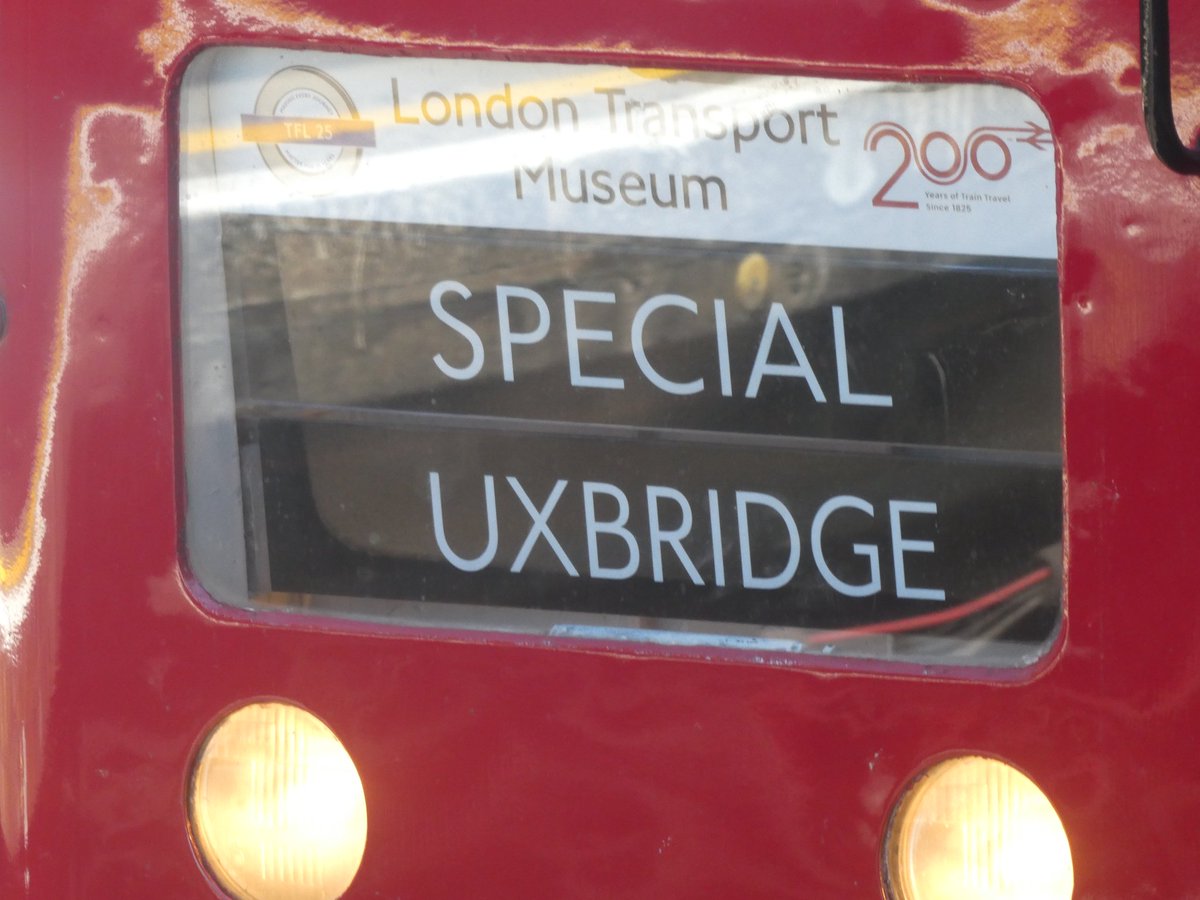 TFL 25
London Transport
Museum
200
Years of Train Travel
Since 1825
SPECIAL
UXBRIDGE